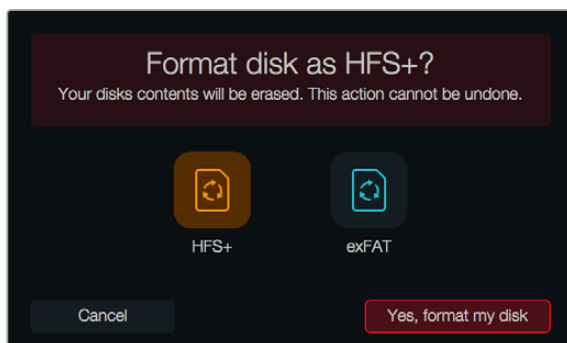 Format disk as HFS+?
Your disks contents will be erased. This action cannot be undone.
HFS+
exFAT
Cancel
Yes, format my disk